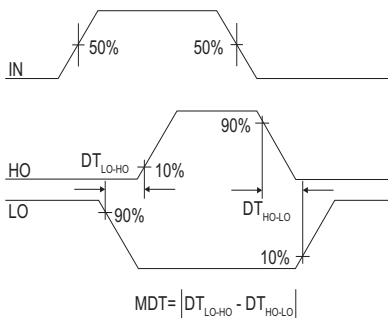 50% 50%
IN
90%
DT_LO-HO 10%
HO
LO
90% DT_HO-LO
10%
MDT= |DT_LO-HO - DT_HO-LO|